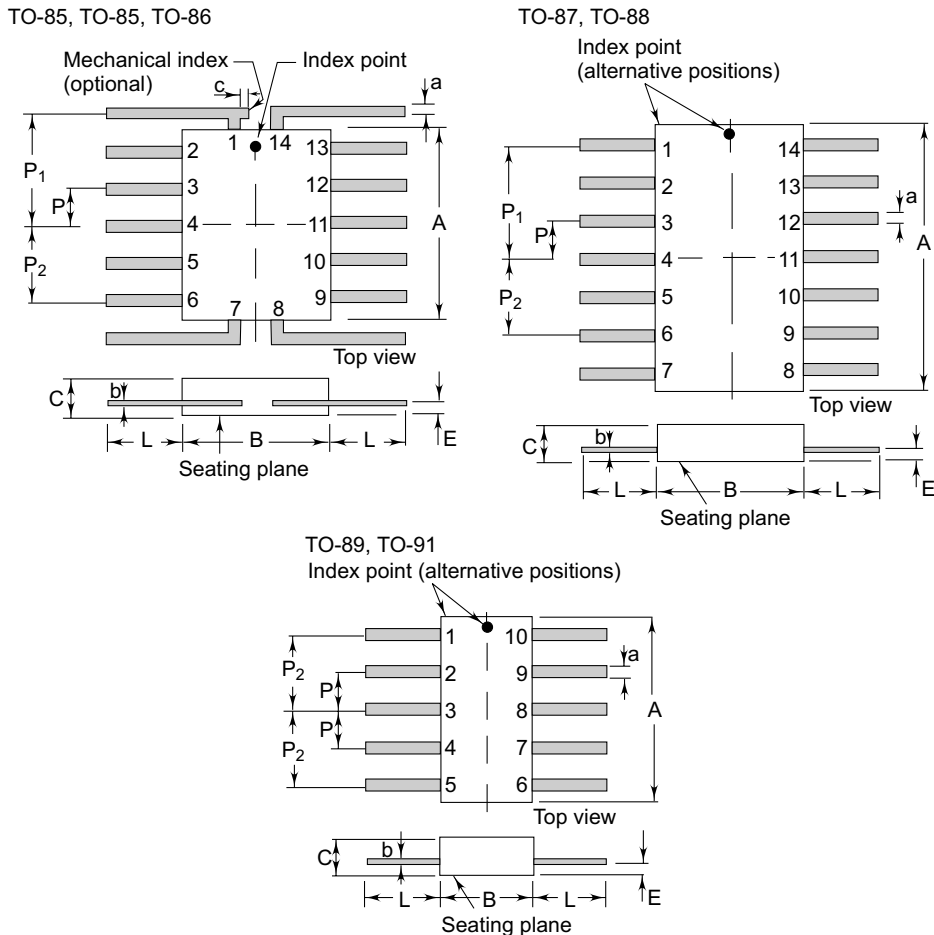 TO-85, TO-85, TO-86
Mechanical index
(optional)
Index point
c
a
1 14
2 13
3 12
4 11
5 10
6 9
7 8
P1
P
P2
A
Top view
C
b
E
L B L
Seating plane
TO-87, TO-88
Index point
(alternative positions)
1 14
2 13
3 12
4 11
5 10
6 9
7 8
P1
P
P2
a
A
Top view
C
b
E
L B L
Seating plane
TO-89, TO-91
Index point (alternative positions)
1 10
2 9
3 8
4 7
5 6
P2
P
P
P2
a
A
Top view
C
b
E
L B L
Seating plane